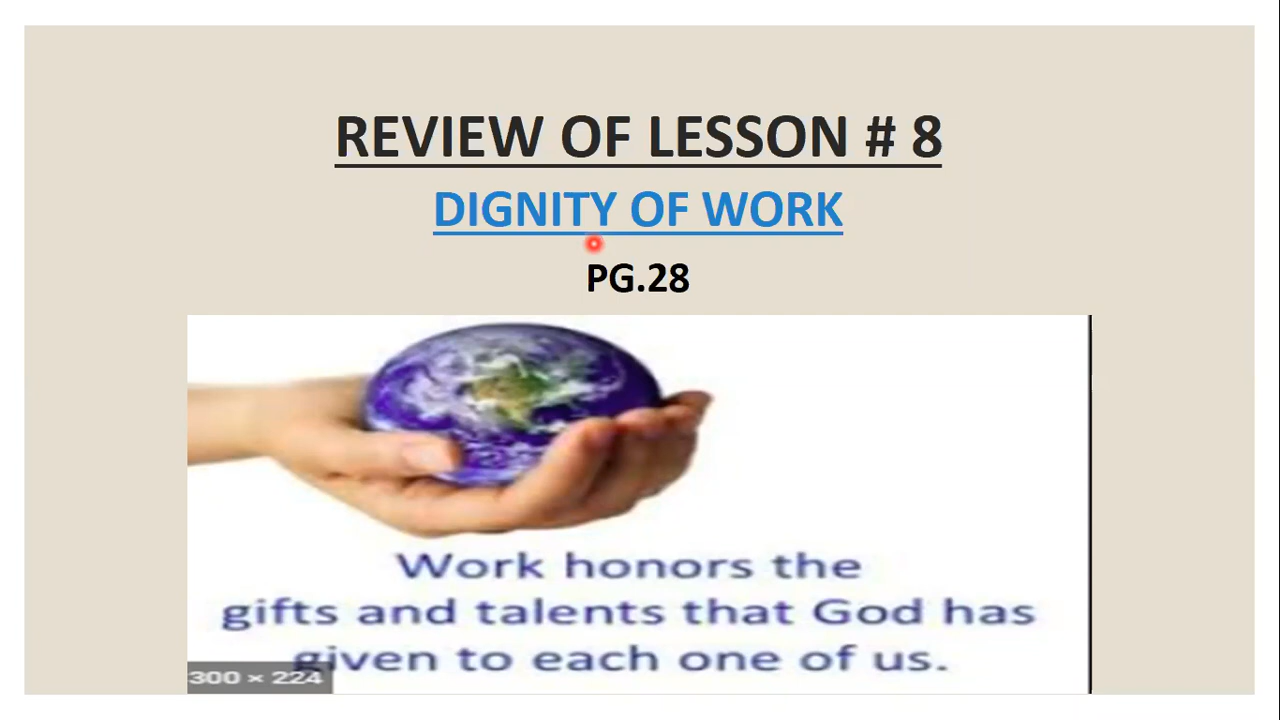 REVIEW OF LESSON # 8
DIGNITY OF WORK
PG.28
Work honors the
gifts and talents that God has
given to each one of us.
300 × 224